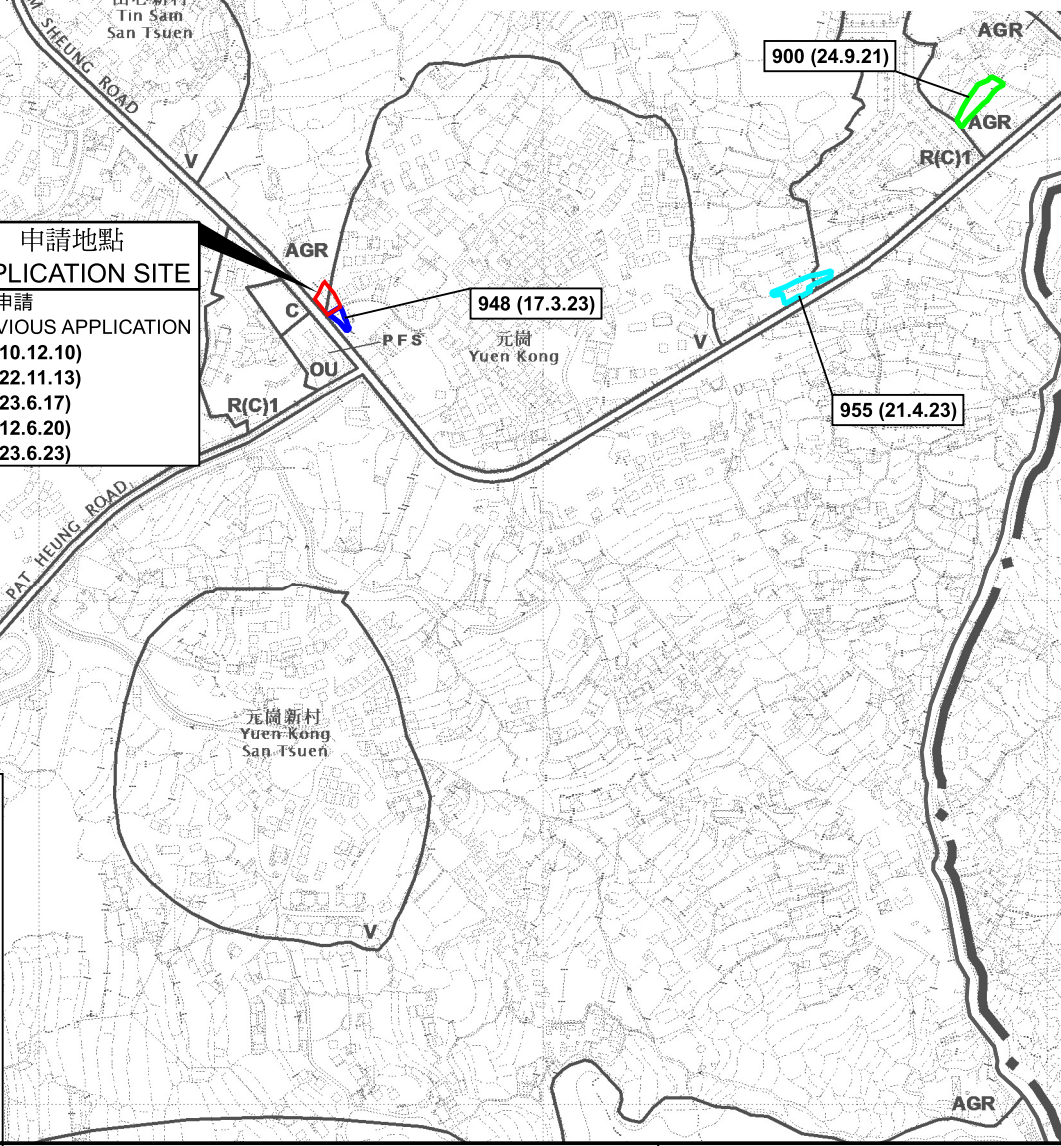 Tin Sam
San Tsuen
M SHEUNG ROAD
V
AGR
900 (24.9.21)
AGR
R(C)1
申請地點
PLICATION SITE
申請
VIOUS APPLICATION
10.12.10)
22.11.13)
23.6.17)
12.6.20)
23.6.23)
AGR
C
948 (17.3.23)
PFS
OU
元崗
Yuen Kong
V
R(C)1
955 (21.4.23)
PAT HEUNG ROAD
元崗新村
Yuen Kong
San Tsuen
V
AGR